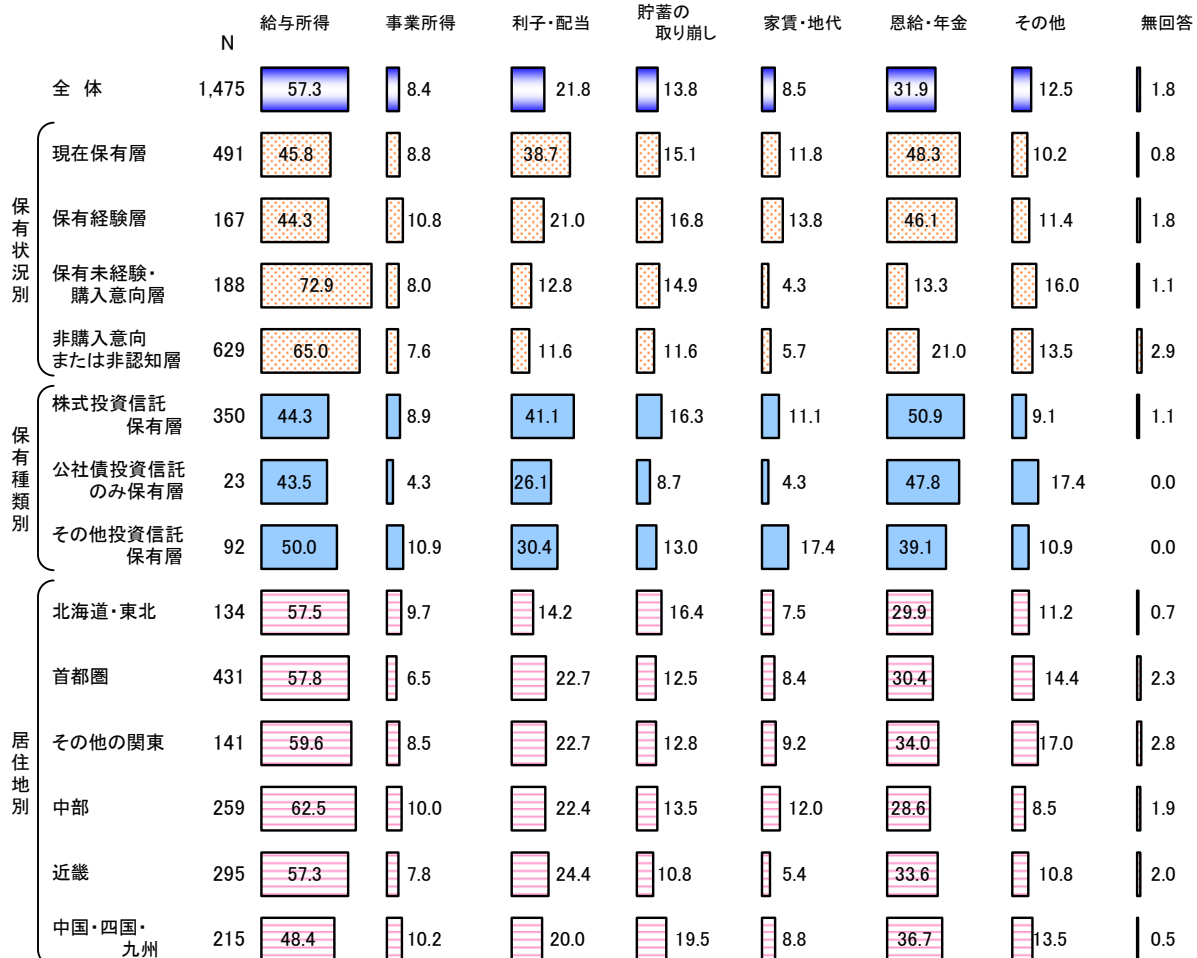 N 給与所得 事業所得 利子・配当 貯蓄の 家賃・地代 恩給・年金 その他 無回答
取り崩し
全 体 1,475 57.3 8.4 21.8 13.8 8.5 31.9 12.5 1.8
保有状況別
現在保有層 491 45.8 8.8 38.7 15.1 11.8 48.3 10.2 0.8
保有経験層 167 44.3 10.8 21.0 16.8 13.8 46.1 11.4 1.8
保有未経験・
購入意向層 188 72.9 8.0 12.8 14.9 4.3 13.3 16.0 1.1
非購入意向
または非認知層 629 65.0 7.6 11.6 11.6 5.7 21.0 13.5 2.9
保有種類別
株式投資信託
保有層 350 44.3 8.9 41.1 16.3 11.1 50.9 9.1 1.1
公社債投資信託
のみ保有層 23 43.5 4.3 26.1 8.7 4.3 47.8 17.4 0.0
その他投資信託
保有層 92 50.0 10.9 30.4 13.0 17.4 39.1 10.9 0.0
居住地別
北海道・東北 134 57.5 9.7 14.2 16.4 7.5 29.9 11.2 0.7
首都圏 431 57.8 6.5 22.7 12.5 8.4 30.4 14.4 2.3
その他の関東 141 59.6 8.5 22.7 12.8 9.2 34.0 17.0 2.8
中部 259 62.5 10.0 22.4 13.5 12.0 28.6 8.5 1.9
近畿 295 57.3 7.8 24.4 10.8 5.4 33.6 10.8 2.0
中国・四国・
九州 215 48.4 10.2 20.0 19.5 8.8 36.7 13.5 0.5